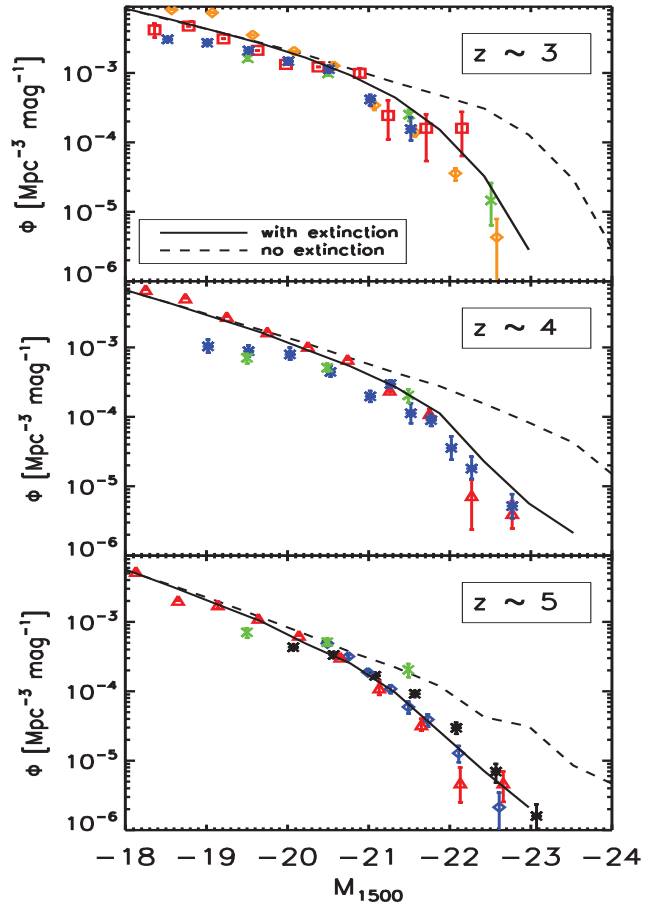 z ~ 3
Φ [Mpc⁻³ mag⁻¹]
10⁻³
10⁻⁴
10⁻⁵
10⁻⁶
with extinction
no extinction
z ~ 4
Φ [Mpc⁻³ mag⁻¹]
10⁻³
10⁻⁴
10⁻⁵
10⁻⁶
z ~ 5
Φ [Mpc⁻³ mag⁻¹]
10⁻³
10⁻⁴
10⁻⁵
10⁻⁶
−18 −19 −20 −21 −22 −23 −24
M₁₅₀₀